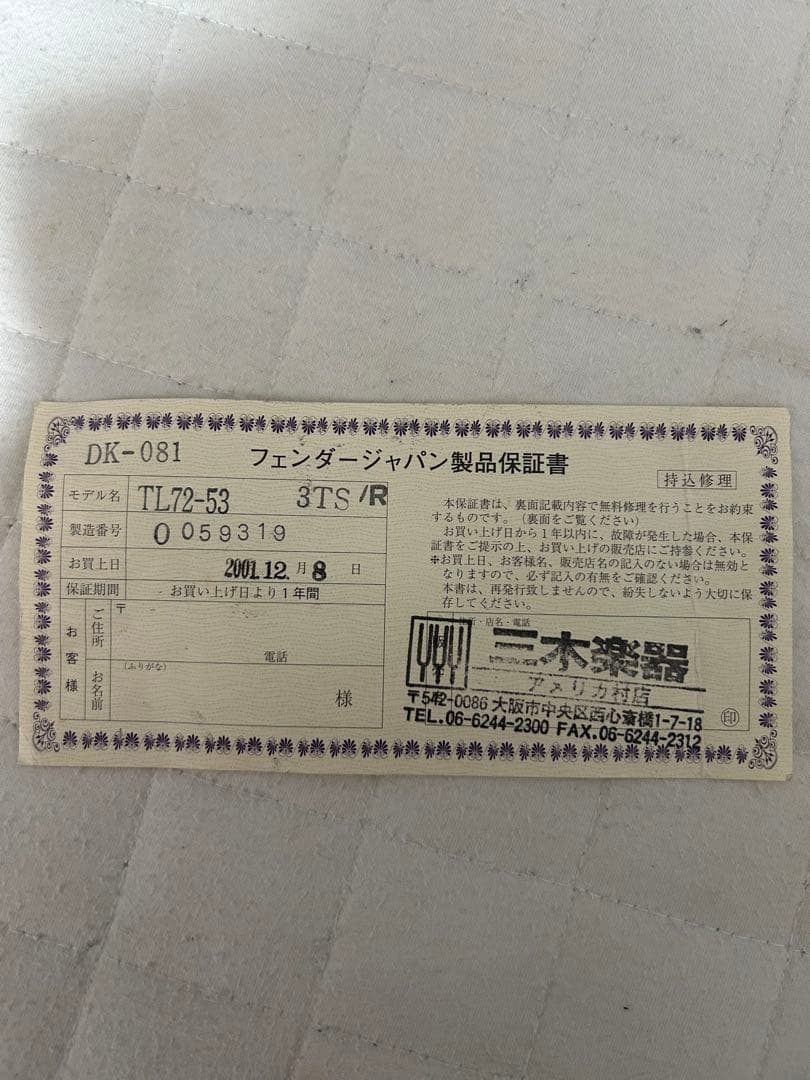 DK-081
フェンダージャパン製品保証書
持込修理
モデル名 TL72-53 3TS/R
製造番号 0 059319
お買上日 2001.12.月 8 日
保証期間 お買い上げ日より1年間
お客様
ご住所
〒
電話
お名前
(ふりがな)
様
本保証書は、裏面記載内容で無料修理を行うことをお約束
するものです。(裏面をご覧ください)
お買い上げ日から1年以内に、故障が発生した場合、本保
証書をご提示の上、お買い上げの販売店にご持参ください。
※お買上日、お客様名、販売店名の記入のない場合は無効と
なりますので、必ず記入の有無をご確認ください。
本書は、再発行致しませんので、紛失しないよう大切に保
存してください。
店名・電話
三木楽器
アメリカ村店
〒542-0086 大阪市中央区西心斎橋1-7-18
TEL.06-6244-2300 FAX.06-6244-2312
印